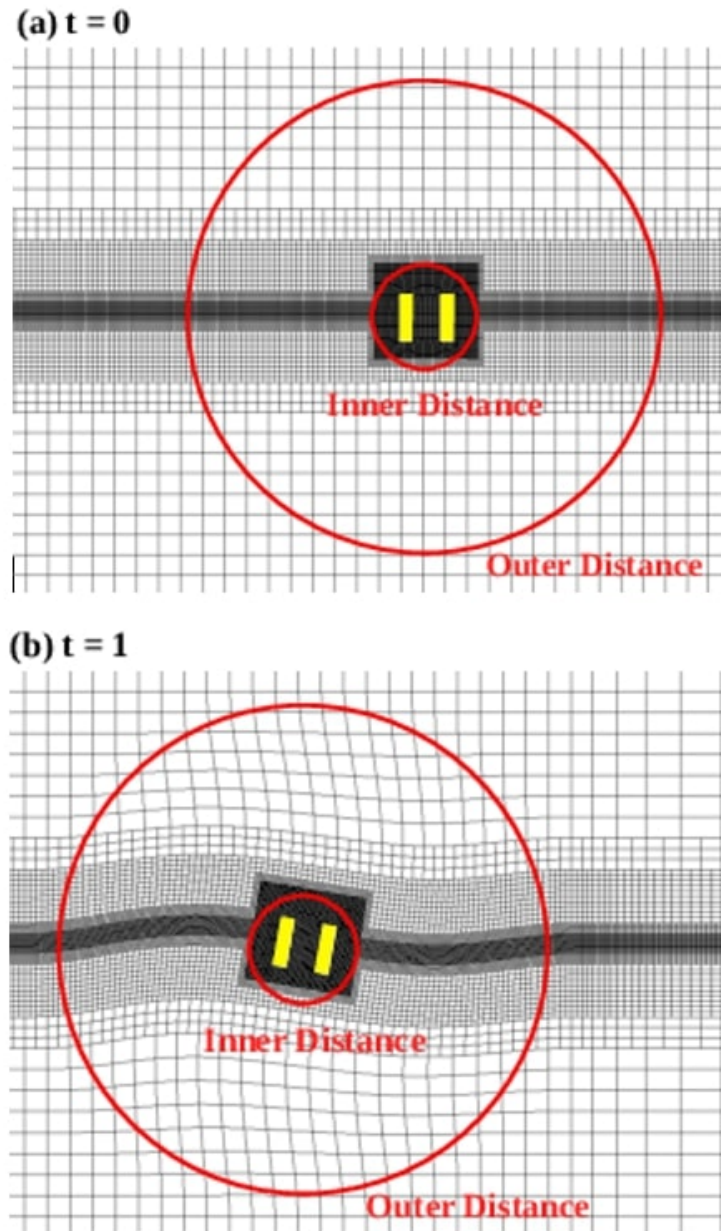 (a) t = 0
Inner Distance
Outer Distance
(b) t = 1
Inner Distance
Outer Distance